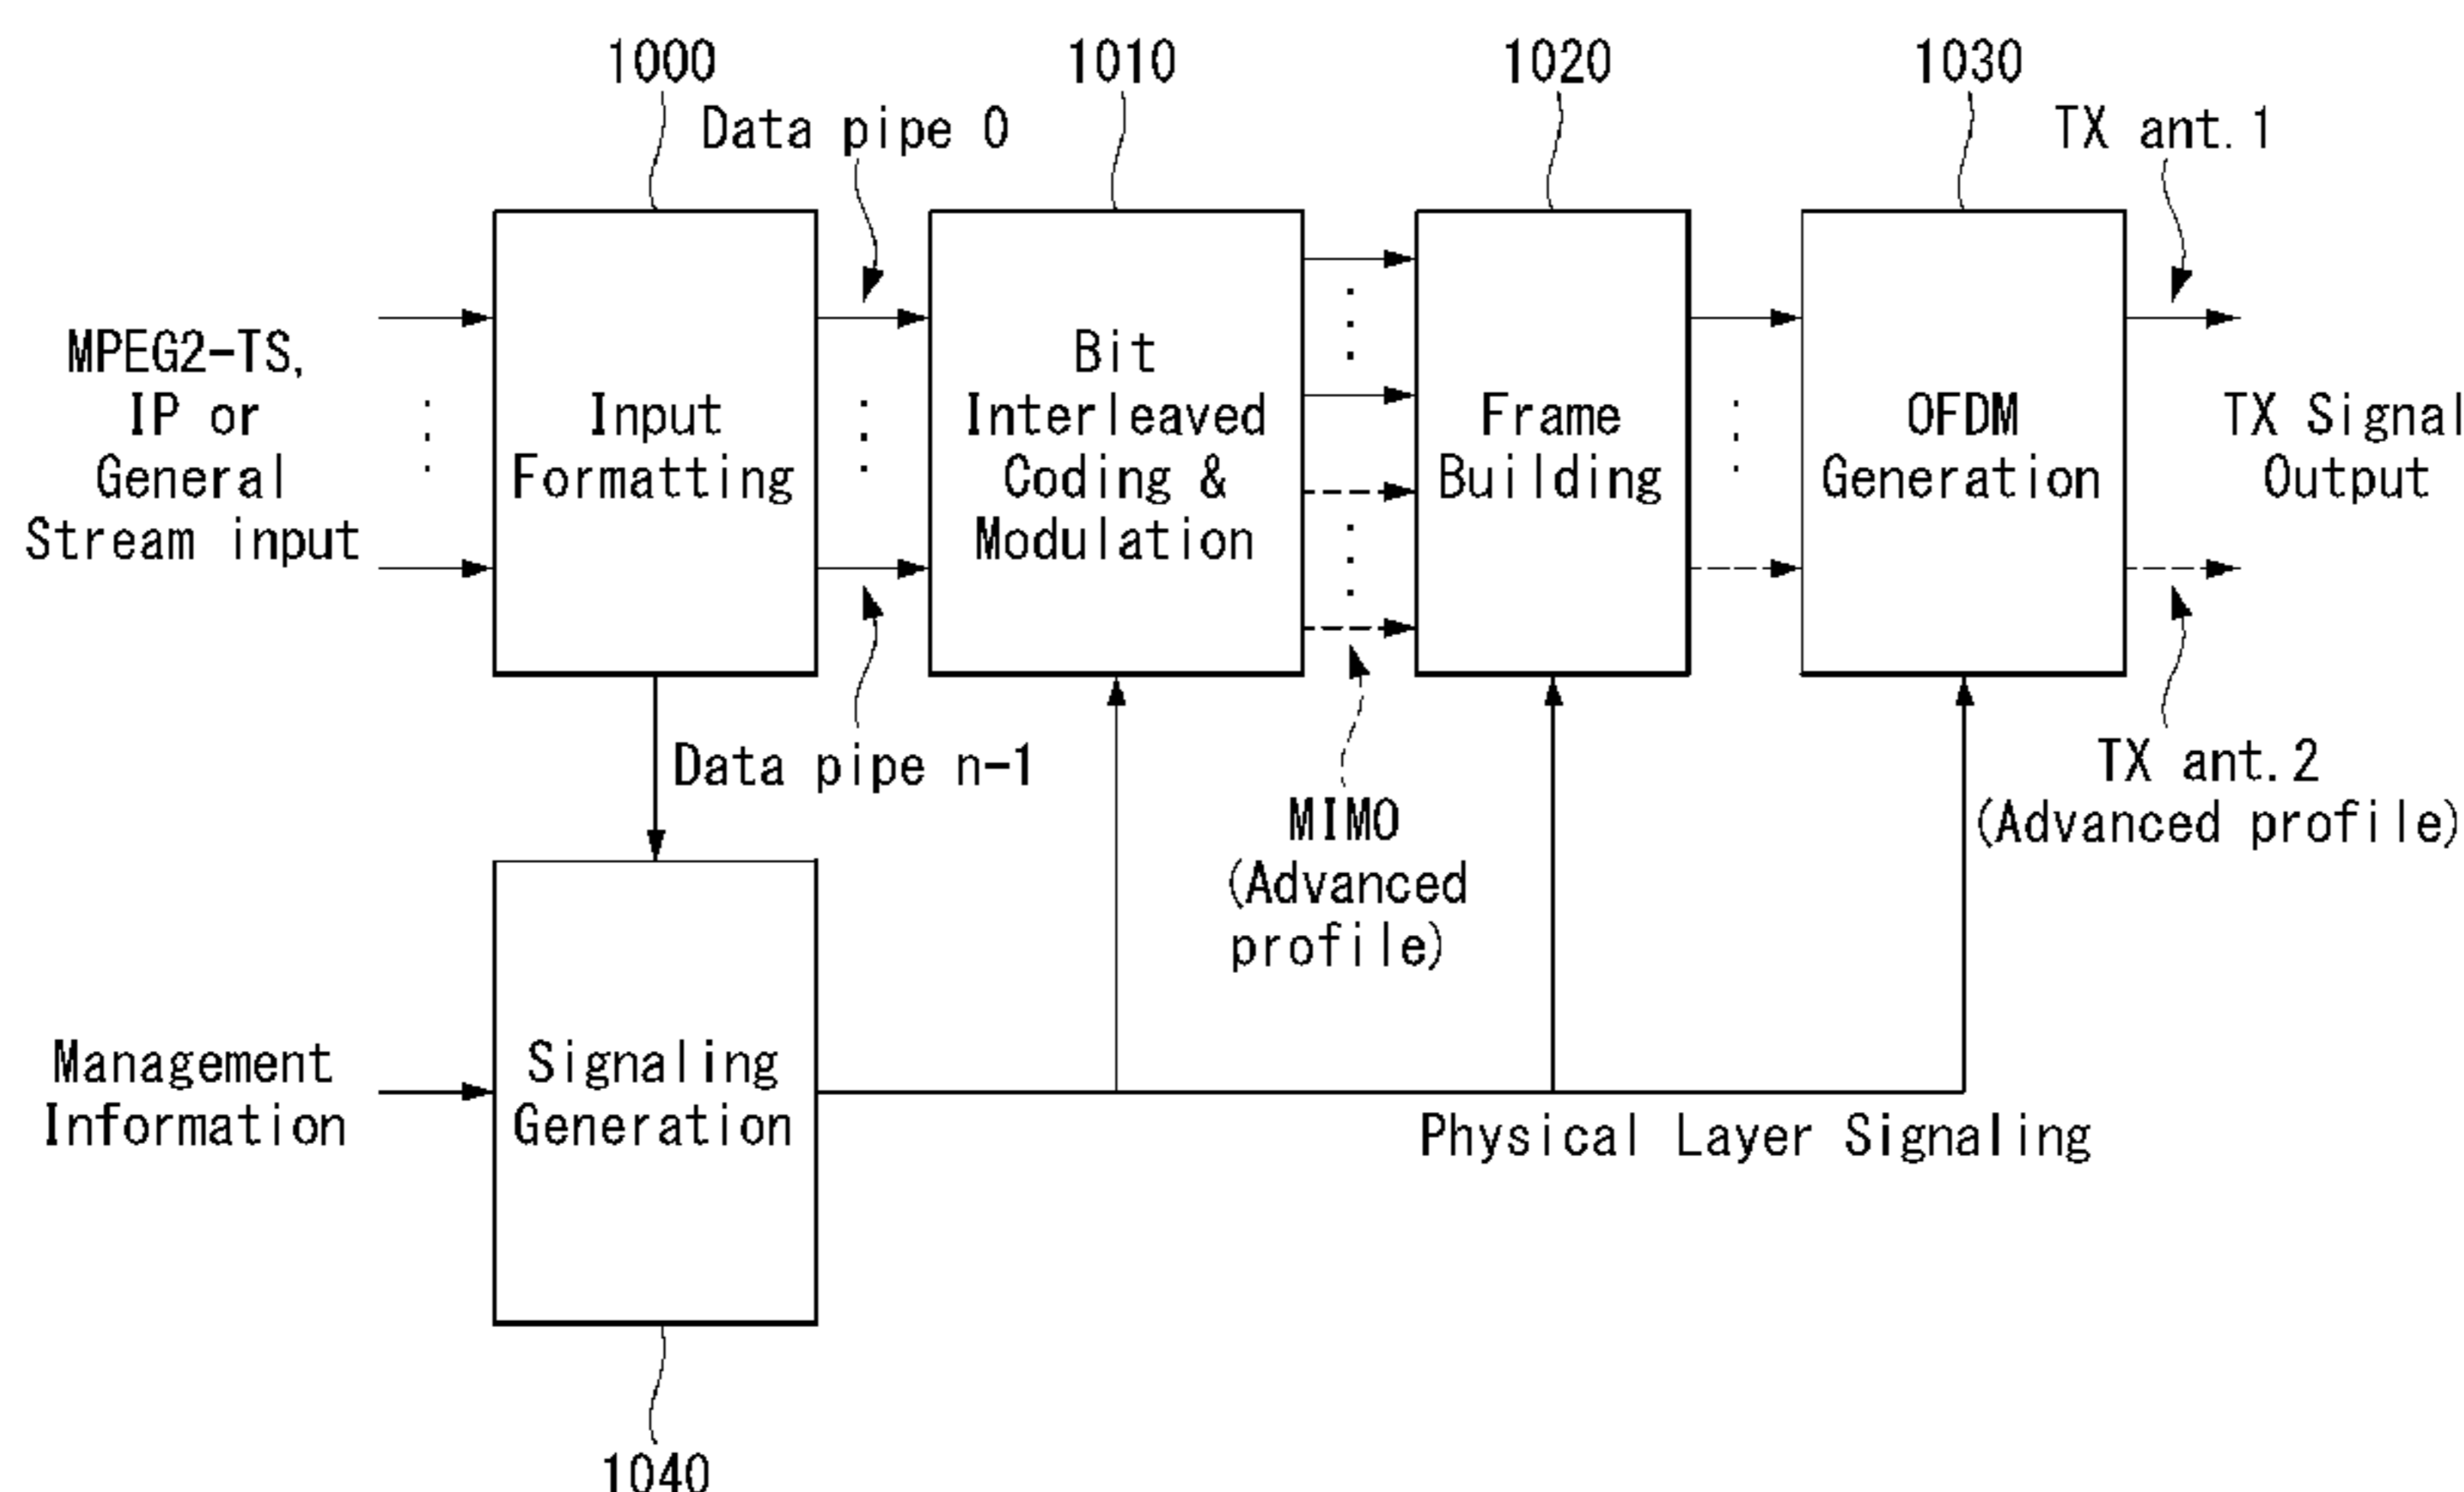 1000
1010
1020
1030
Data pipe 0
TX ant.1
MPEG2-TS,
IP or
General
Stream input
Input
Formatting
Bit
Interleaved
Coding &
Modulation
Frame
Building
OFDM
Generation
TX Signal
Output
Data pipe n-1
MIMO
(Advanced
profile)
TX ant.2
(Advanced profile)
Management
Information
Signaling
Generation
Physical Layer Signaling
1040